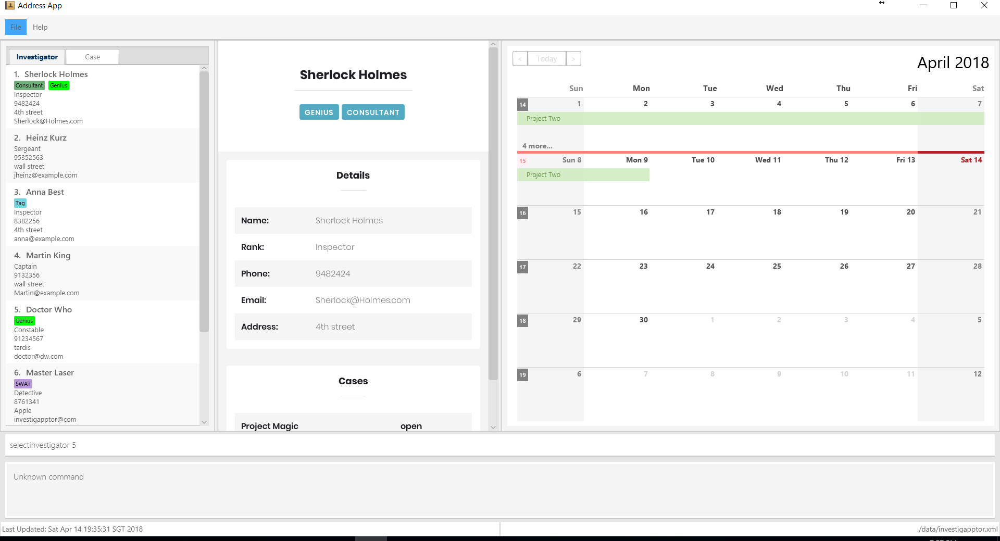 Address App
File Help
Investigator Case
1. Sherlock Holmes
Consultant Genius
Inspector
9482424
4th street
Sherlock@Holmes.com
2. Heinz Kurz
Sergeant
95352563
wall street
jheinz@example.com
3. Anna Best
Tag
Inspector
8382256
4th street
anna@example.com
4. Martin King
Captain
9132356
wall street
Martin@example.com
5. Doctor Who
Genius
Constable
91234567
tardis
doctor@dw.com
6. Master Laser
SWAT
Detective
8761341
Apple
investigapptor@com
Sherlock Holmes
GENIUS CONSULTANT
Details
Name: Sherlock Holmes
Rank: Inspector
Phone: 9482424
Email: Sherlock@Holmes.com
Address: 4th street
Cases
Project Magic open
< Today >
April 2018
Sun Mon Tue Wed Thu Fri Sat
14 1 2 3 4 5 6 7
Project Two
4 more...
15 Sun 8 Mon 9 Tue 10 Wed 11 Thu 12 Fri 13 Sat 14
Project Two
16 15 16 17 18 19 20 21
17 22 23 24 25 26 27 28
18 29 30 1 2 3 4 5
19 6 7 8 9 10 11 12
selectinvestigator 5
Unknown command
Last Updated: Sat Apr 14 19:35:31 SGT 2018
./data/investigapptor.xml